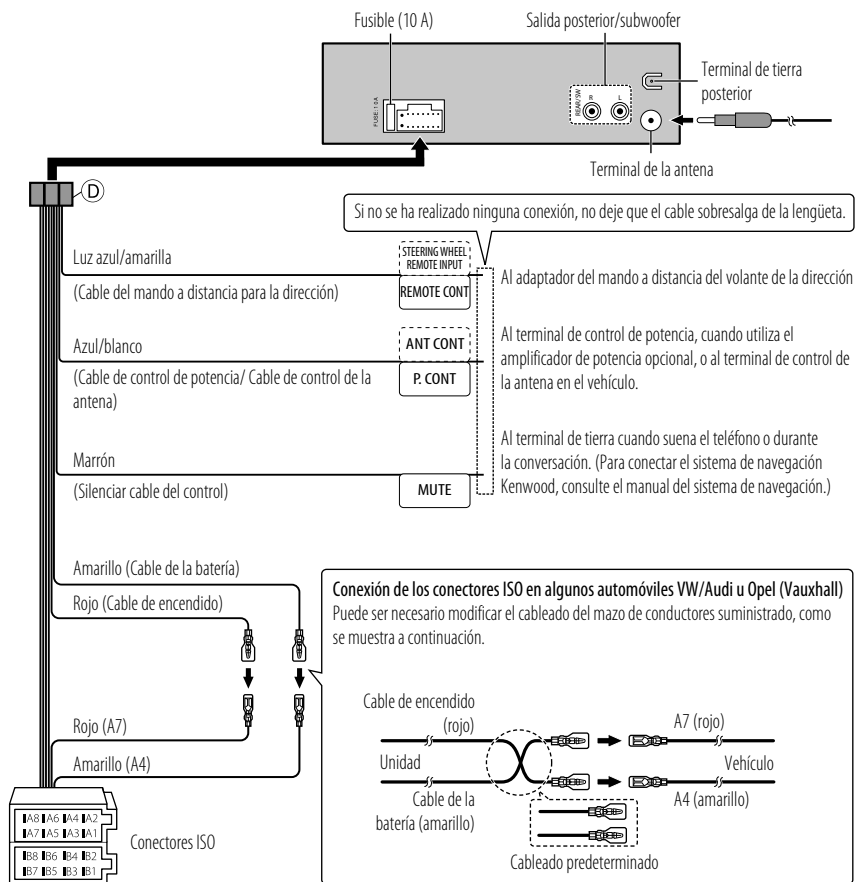 Fusible (10 A)
Salida posterior/subwoofer
Terminal de tierra
posterior
FUSE:10A
REAR/SW
R
L
Terminal de la antena
D
Si no se ha realizado ninguna conexión, no deje que el cable sobresalga de la lengüeta.
Luz azul/amarilla
(Cable del mando a distancia para la dirección)
STEERING WHEEL
REMOTE INPUT
REMOTE CONT
Al adaptador del mando a distancia del volante de la dirección
Azul/blanco
(Cable de control de potencia/ Cable de control de la
antena)
ANT CONT
P. CONT
Al terminal de control de potencia, cuando utiliza el
amplificador de potencia opcional, o al terminal de control de
la antena en el vehículo.
Marrón
(Silenciar cable del control)
MUTE
Al terminal de tierra cuando suena el teléfono o durante
la conversación. (Para conectar el sistema de navegación
Kenwood, consulte el manual del sistema de navegación.)
Amarillo (Cable de la batería)
Rojo (Cable de encendido)
Rojo (A7)
Amarillo (A4)
A8 A6 A4 A2
A7 A5 A3 A1
B8 B6 B4 B2
B7 B5 B3 B1
Conectores ISO
Conexión de los conectores ISO en algunos automóviles VW/Audi u Opel (Vauxhall)
Puede ser necesario modificar el cableado del mazo de conductores suministrado, como
se muestra a continuación.
Cable de encendido
(rojo)
A7 (rojo)
Unidad
Vehículo
Cable de la
batería (amarillo)
A4 (amarillo)
Cableado predeterminado